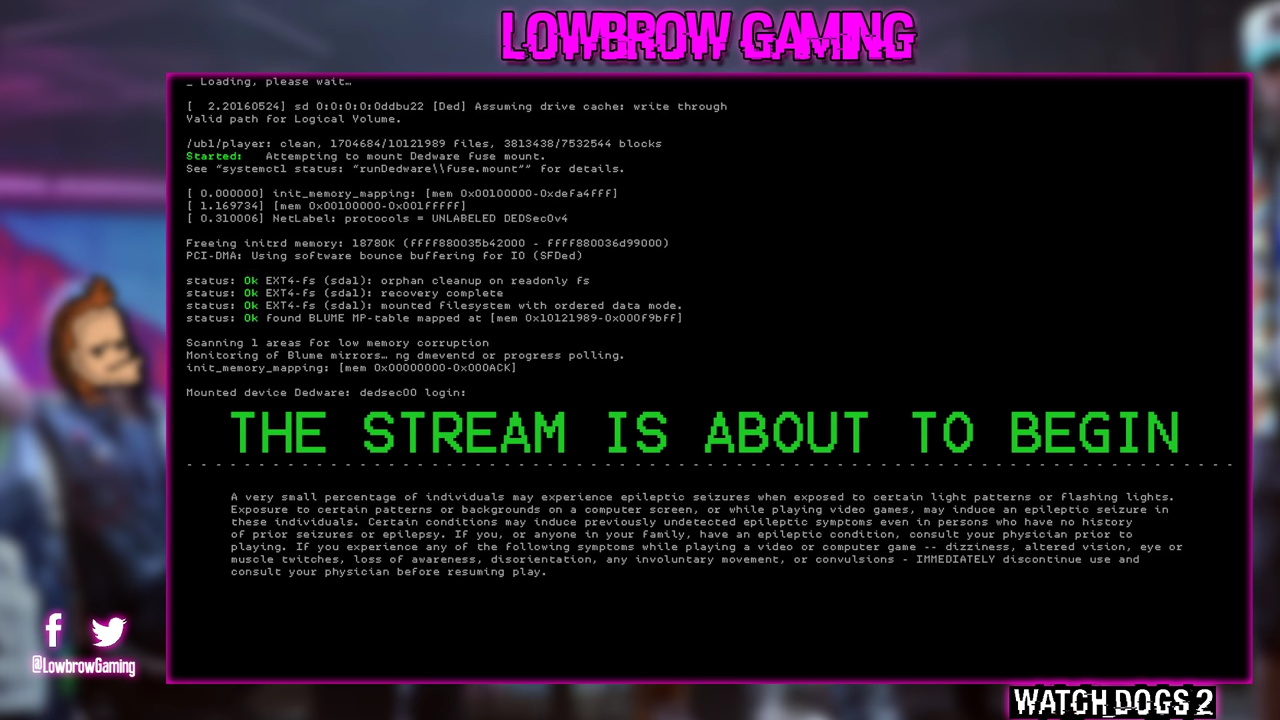 LOWBROW GAMING
_ Loading, please wait…
[  2.20160524] sd 0:0:0:0:0ddbu22 [Ded] Assuming drive cache: write through
Valid path for Logical Volume.
/ubl/player: clean, 1704684/10121989 files, 3813438/7532544 blocks
Started:   Attempting to mount Dedware fuse mount.
See “systemctl status: “runDedware\\fuse.mount”” for details.
[ 0.000000] init_memory_mapping: [mem 0x00100000-0xdefa4fff]
[ 1.169734] [mem 0x00100000-0x001fffff]
[ 0.310006] NetLabel: protocols = UNLABELED DEDSec0v4
Freeing initrd memory: 18780K (ffff880035b42000 - ffff880036d99000)
PCI-DMA: Using software bounce buffering for IO (SFDed)
status: Ok EXT4-fs (sda1): orphan cleanup on readonly fs
status: Ok EXT4-fs (sda1): recovery complete
status: Ok EXT4-fs (sda1): mounted filesystem with ordered data mode.
status: Ok found BLUME MP-table mapped at [mem 0x10121989-0x000f9bff]
Scanning 1 areas for low memory corruption
Monitoring of Blume mirrors… ng dmeventd or progress polling.
init_memory_mapping: [mem 0x00000000-0x000ACK]
Mounted device Dedware: dedsec00 login:
THE STREAM IS ABOUT TO BEGIN
A very small percentage of individuals may experience epileptic seizures when exposed to certain light patterns or flashing lights.
Exposure to certain patterns or backgrounds on a computer screen, or while playing video games, may induce an epileptic seizure in
these individuals. Certain conditions may induce previously undetected epileptic symptoms even in persons who have no history
of prior seizures or epilepsy. If you, or anyone in your family, have an epileptic condition, consult your physician prior to
playing. If you experience any of the following symptoms while playing a video or computer game -- dizziness, altered vision, eye or
muscle twitches, loss of awareness, disorientation, any involuntary movement, or convulsions - IMMEDIATELY discontinue use and
consult your physician before resuming play.
@LowbrowGaming
WATCH_DOGS 2